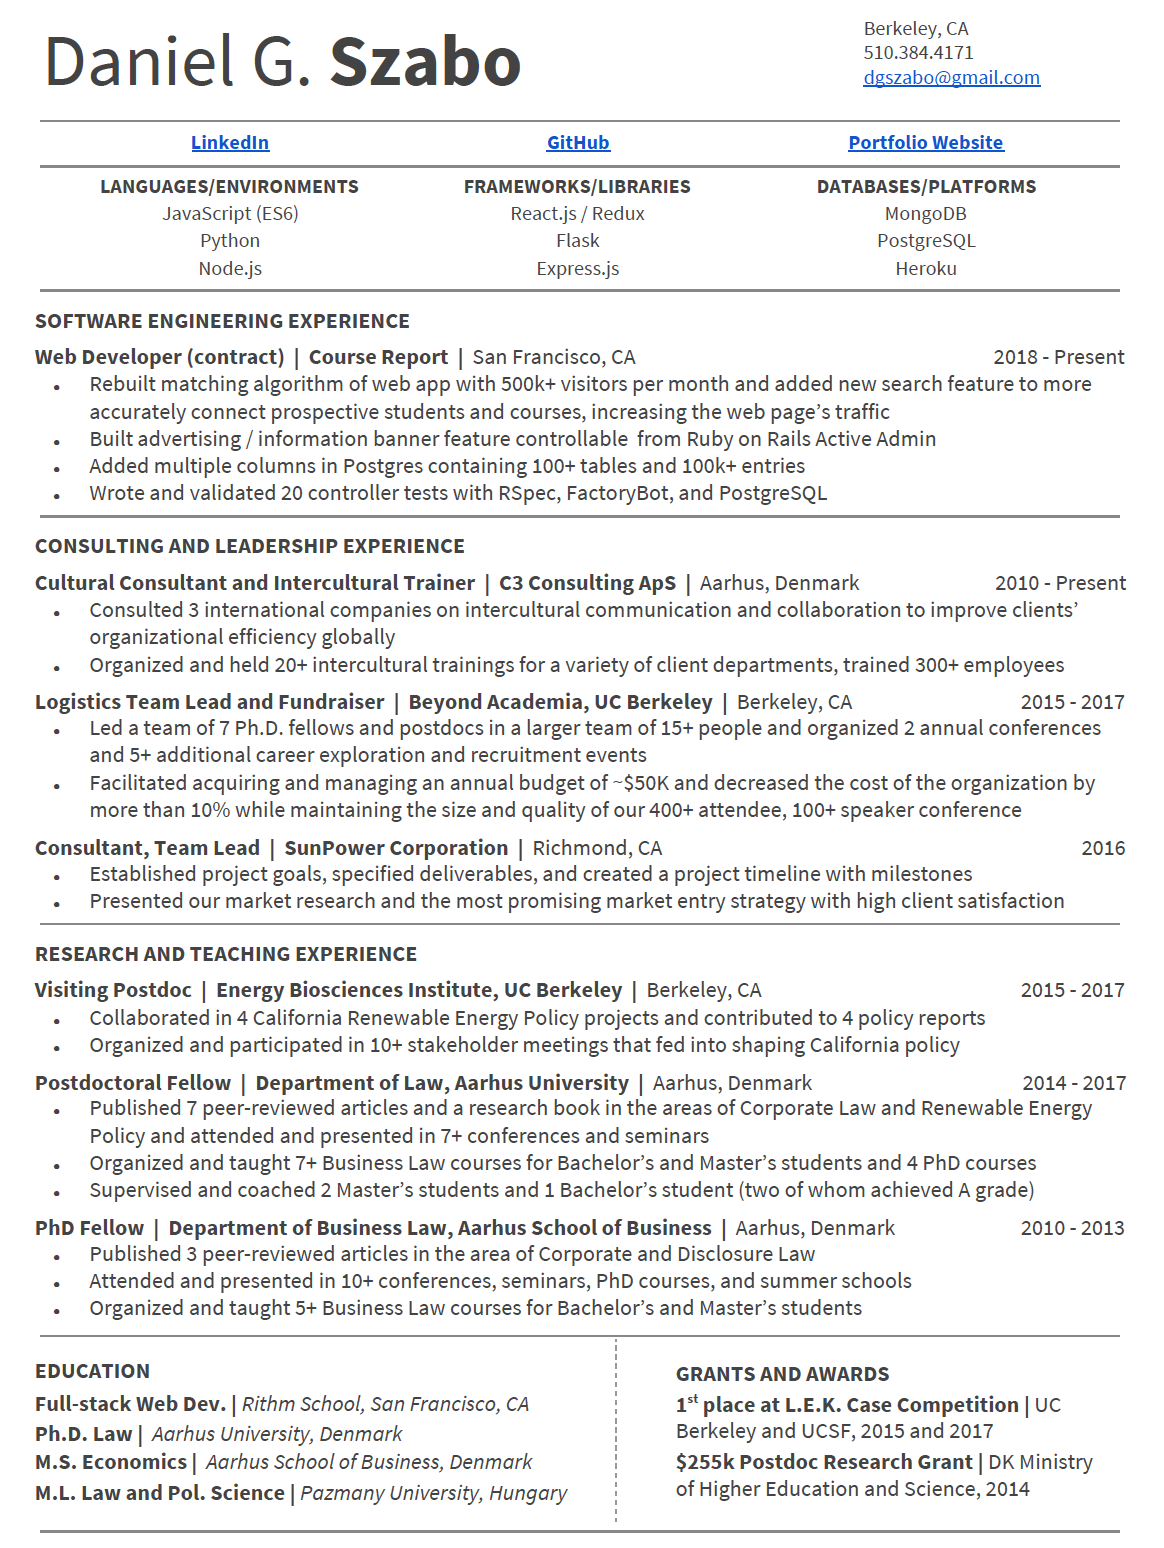 Daniel G. Szabo
Berkeley, CA
510.384.4171
dgszabo@gmail.com
LinkedIn GitHub Portfolio Website
LANGUAGES/ENVIRONMENTS FRAMEWORKS/LIBRARIES DATABASES/PLATFORMS
JavaScript (ES6) React.js / Redux MongoDB
Python Flask PostgreSQL
Node.js Express.js Heroku
SOFTWARE ENGINEERING EXPERIENCE
Web Developer (contract) | Course Report | San Francisco, CA 2018 - Present
• Rebuilt matching algorithm of web app with 500k+ visitors per month and added new search feature to more
accurately connect prospective students and courses, increasing the web page’s traffic
• Built advertising / information banner feature controllable from Ruby on Rails Active Admin
• Added multiple columns in Postgres containing 100+ tables and 100k+ entries
• Wrote and validated 20 controller tests with RSpec, FactoryBot, and PostgreSQL
CONSULTING AND LEADERSHIP EXPERIENCE
Cultural Consultant and Intercultural Trainer | C3 Consulting ApS | Aarhus, Denmark 2010 - Present
• Consulted 3 international companies on intercultural communication and collaboration to improve clients’
organizational efficiency globally
• Organized and held 20+ intercultural trainings for a variety of client departments, trained 300+ employees
Logistics Team Lead and Fundraiser | Beyond Academia, UC Berkeley | Berkeley, CA 2015 - 2017
• Led a team of 7 Ph.D. fellows and postdocs in a larger team of 15+ people and organized 2 annual conferences
and 5+ additional career exploration and recruitment events
• Facilitated acquiring and managing an annual budget of ~$50K and decreased the cost of the organization by
more than 10% while maintaining the size and quality of our 400+ attendee, 100+ speaker conference
Consultant, Team Lead | SunPower Corporation | Richmond, CA 2016
• Established project goals, specified deliverables, and created a project timeline with milestones
• Presented our market research and the most promising market entry strategy with high client satisfaction
RESEARCH AND TEACHING EXPERIENCE
Visiting Postdoc | Energy Biosciences Institute, UC Berkeley | Berkeley, CA 2015 - 2017
• Collaborated in 4 California Renewable Energy Policy projects and contributed to 4 policy reports
• Organized and participated in 10+ stakeholder meetings that fed into shaping California policy
Postdoctoral Fellow | Department of Law, Aarhus University | Aarhus, Denmark 2014 - 2017
• Published 7 peer-reviewed articles and a research book in the areas of Corporate Law and Renewable Energy
Policy and attended and presented in 7+ conferences and seminars
• Organized and taught 7+ Business Law courses for Bachelor’s and Master’s students and 4 PhD courses
• Supervised and coached 2 Master’s students and 1 Bachelor’s student (two of whom achieved A grade)
PhD Fellow | Department of Business Law, Aarhus School of Business | Aarhus, Denmark 2010 - 2013
• Published 3 peer-reviewed articles in the area of Corporate and Disclosure Law
• Attended and presented in 10+ conferences, seminars, PhD courses, and summer schools
• Organized and taught 5+ Business Law courses for Bachelor’s and Master’s students
EDUCATION
Full-stack Web Dev. | Rithm School, San Francisco, CA
Ph.D. Law | Aarhus University, Denmark
M.S. Economics | Aarhus School of Business, Denmark
M.L. Law and Pol. Science | Pazmany University, Hungary
GRANTS AND AWARDS
1st place at L.E.K. Case Competition | UC
Berkeley and UCSF, 2015 and 2017
$255k Postdoc Research Grant | DK Ministry
of Higher Education and Science, 2014